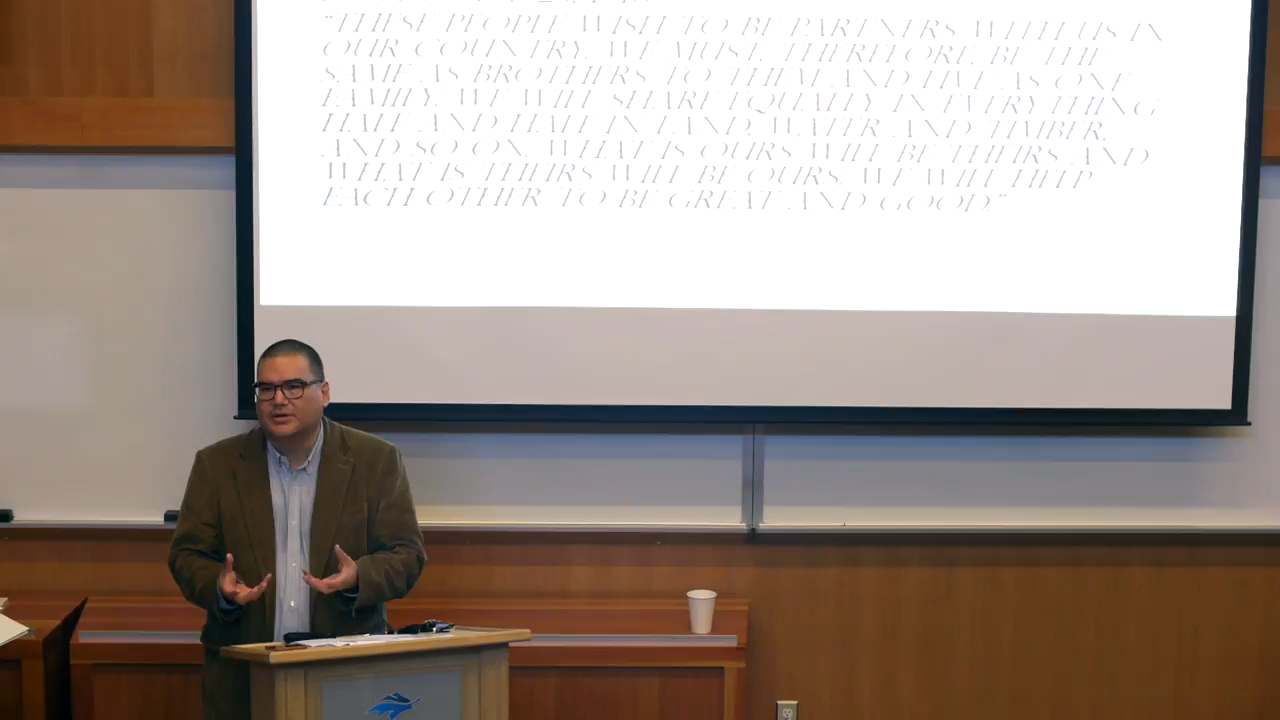 "THESE PEOPLE WISH TO BE PARTNERS WITH US IN
OUR COUNTRY. WE MUST, THEREFORE, BE THE
SAME AS BROTHERS TO THEM AND LIVE AS ONE
FAMILY. WE WILL SHARE EQUALLY IN EVERYTHING
HALF AND HALF IN LAND, WATER AND TIMBER,
AND SO ON. WHAT IS OURS WILL BE THEIRS AND
WHAT IS THEIRS WILL BE OURS. WE WILL HELP
EACH OTHER TO BE GREAT AND GOOD."